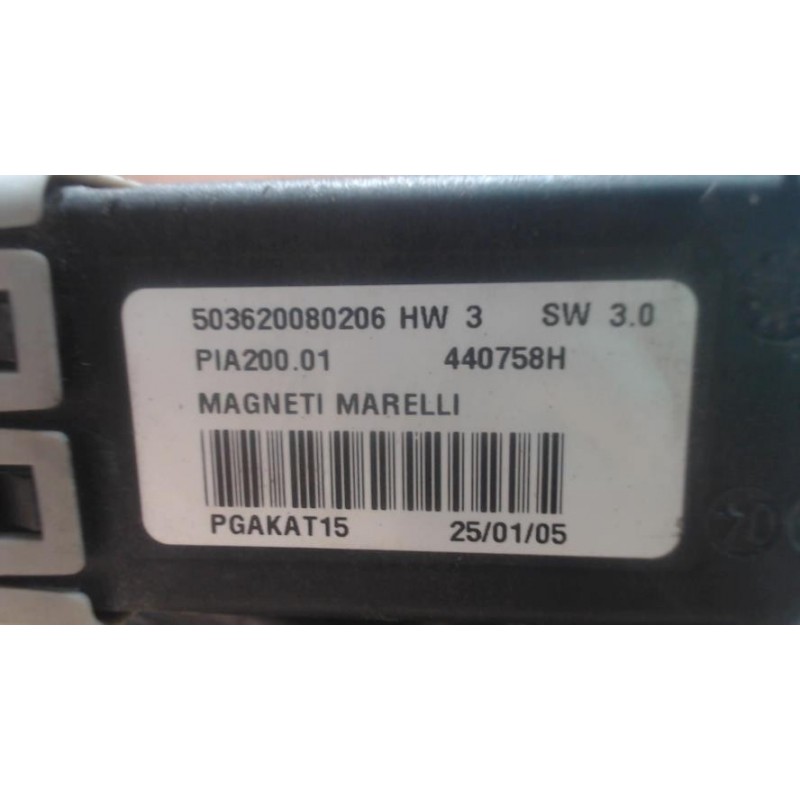 503620080206 HW 3 SW 3.0
PIA200.01 440758H
MAGNETI MARELLI
PGAKAT15 25/01/05